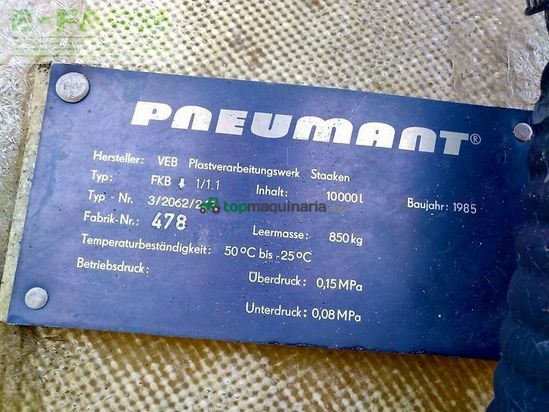 E-FARM
PNEUMANT®
Hersteller: VEB Plastverarbeitungswerk Staaken
Typ: FKB 1/1.1 Inhalt: 10000 l Baujahr: 1985
Typ - Nr. 3/2062/2
topmaquinaria.com
Fabrik-Nr.: 478 Leermasse: 850 kg
Temperaturbeständigkeit: 50 °C bis -25 °C
Betriebsdruck: Überdruck: 0,15 MPa
Unterdruck: 0,08 MPa